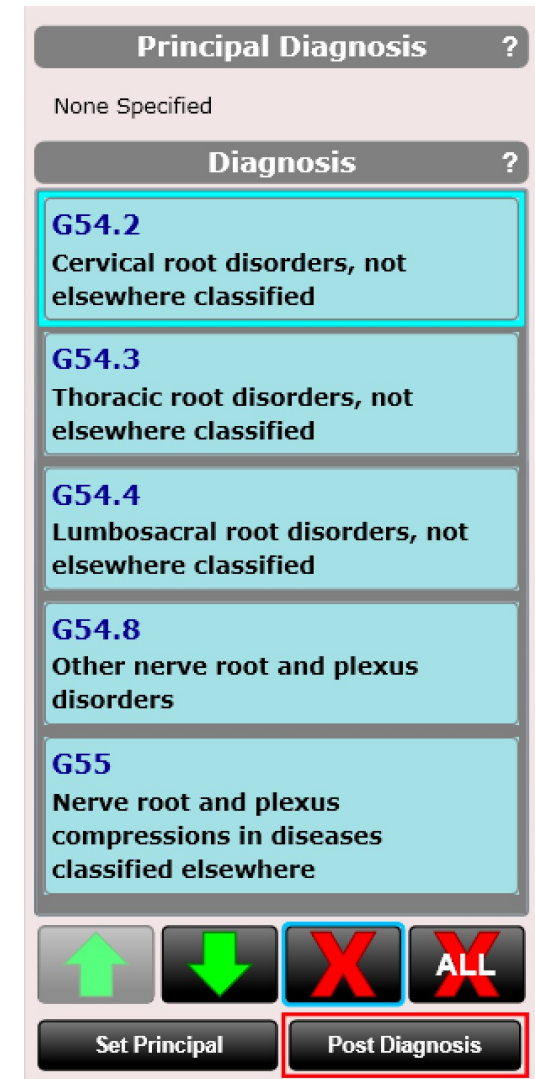 Principal Diagnosis ?
None Specified
Diagnosis ?
G54.2
Cervical root disorders, not
elsewhere classified
G54.3
Thoracic root disorders, not
elsewhere classified
G54.4
Lumbosacral root disorders, not
elsewhere classified
G54.8
Other nerve root and plexus
disorders
G55
Nerve root and plexus
compressions in diseases
classified elsewhere
X ALL
Set Principal Post Diagnosis